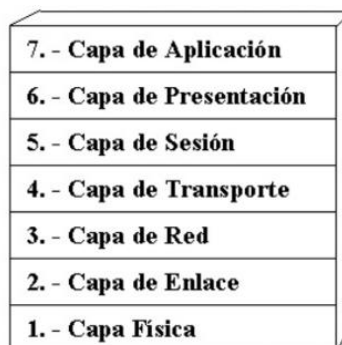 7. - Capa de Aplicación
6. - Capa de Presentación
5. - Capa de Sesión
4. - Capa de Transporte
3. - Capa de Red
2. - Capa de Enlace
1. - Capa Física